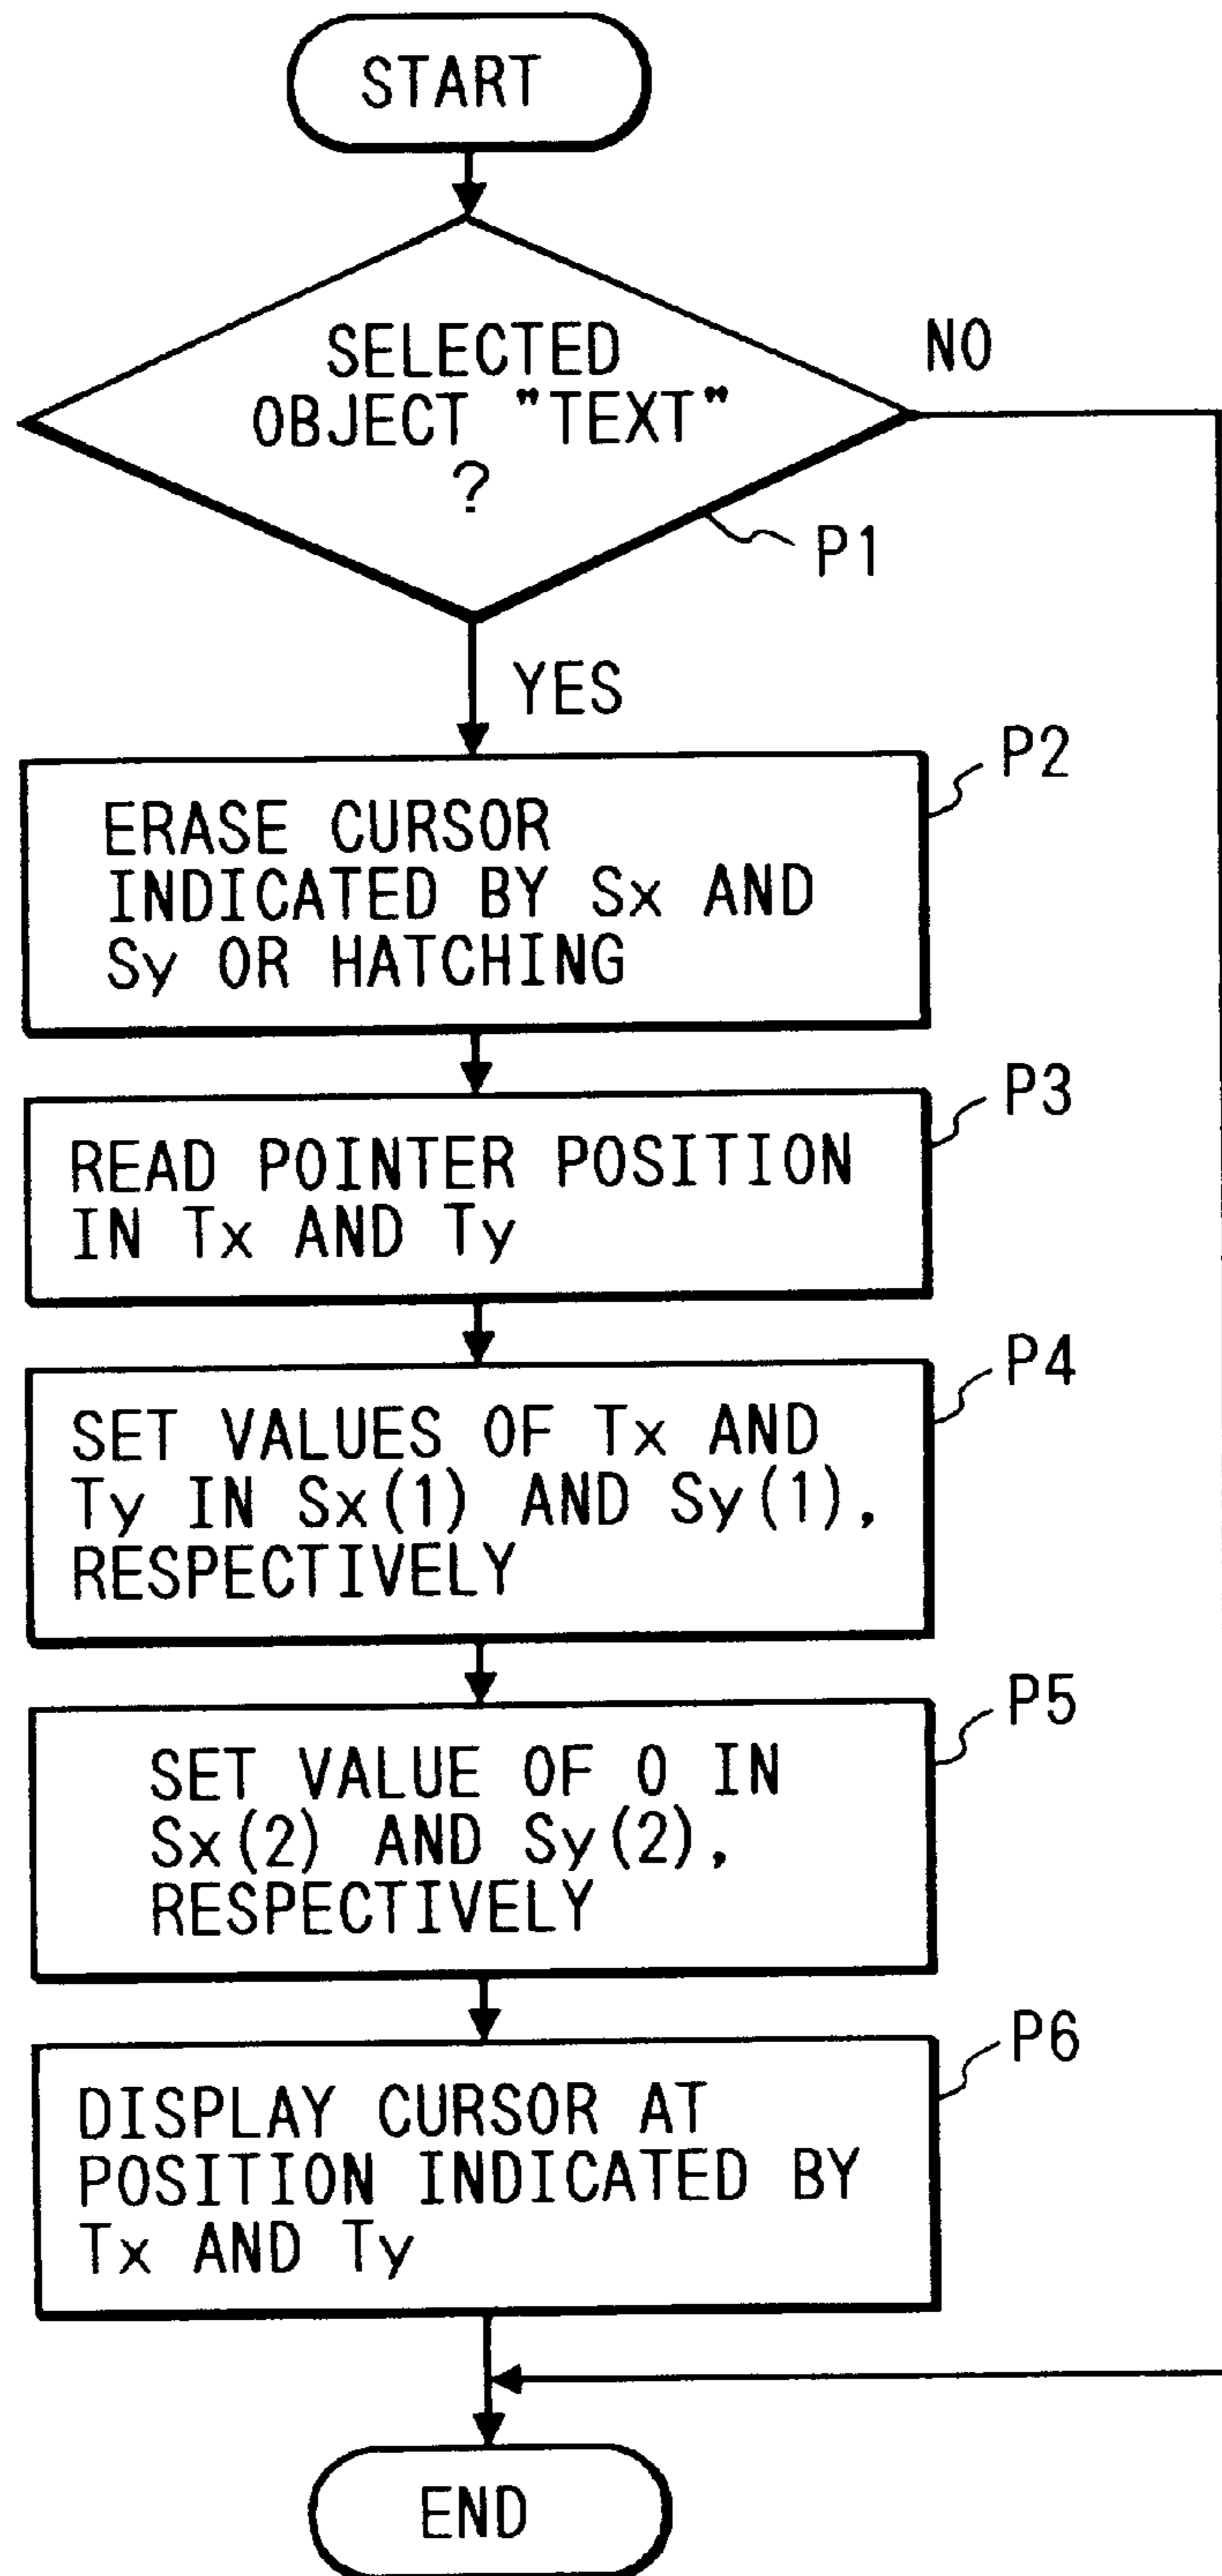 START
SELECTED
OBJECT "TEXT"
?
NO
P1
YES
P2
ERASE CURSOR
INDICATED BY Sx AND
Sy OR HATCHING
P3
READ POINTER POSITION
IN Tx AND Ty
P4
SET VALUES OF Tx AND
Ty IN Sx(1) AND Sy(1),
RESPECTIVELY
P5
SET VALUE OF 0 IN
Sx(2) AND Sy(2),
RESPECTIVELY
P6
DISPLAY CURSOR AT
POSITION INDICATED BY
Tx AND Ty
END